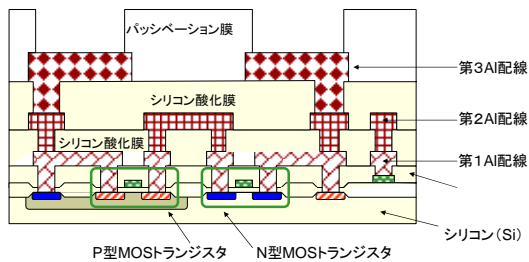 パッシベーション膜
第3Al配線
シリコン酸化膜
第2Al配線
シリコン酸化膜
第1Al配線
シリコン(Si)
P型MOSトランジスタ
N型MOSトランジスタ